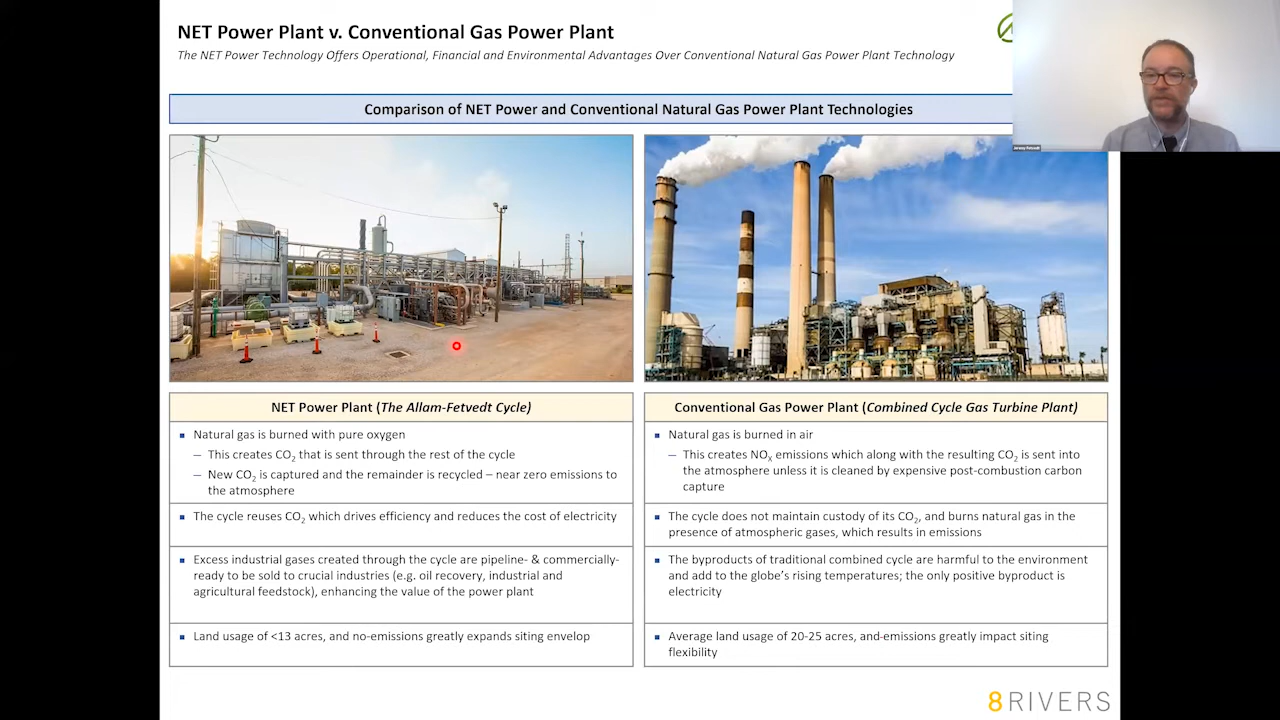 NET Power Plant v. Conventional Gas Power Plant
The NET Power Technology Offers Operational, Financial and Environmental Advantages Over Conventional Natural Gas Power Plant Technology
Comparison of NET Power and Conventional Natural Gas Power Plant Technologies
Jeremy Fetvedt
NET Power Plant (The Allam-Fetvedt Cycle)
▪ Natural gas is burned with pure oxygen
— This creates CO₂ that is sent through the rest of the cycle
— New CO₂ is captured and the remainder is recycled – near zero emissions to
the atmosphere
▪ The cycle reuses CO₂ which drives efficiency and reduces the cost of electricity
▪ Excess industrial gases created through the cycle are pipeline- & commercially-
ready to be sold to crucial industries (e.g. oil recovery, industrial and
agricultural feedstock), enhancing the value of the power plant
▪ Land usage of <13 acres, and no-emissions greatly expands siting envelop
Conventional Gas Power Plant (Combined Cycle Gas Turbine Plant)
▪ Natural gas is burned in air
— This creates NOₓ emissions which along with the resulting CO₂ is sent into
the atmosphere unless it is cleaned by expensive post-combustion carbon
capture
▪ The cycle does not maintain custody of its CO₂, and burns natural gas in the
presence of atmospheric gases, which results in emissions
▪ The byproducts of traditional combined cycle are harmful to the environment
and add to the globe's rising temperatures; the only positive byproduct is
electricity
▪ Average land usage of 20-25 acres, and-emissions greatly impact siting
flexibility
8 RIVERS